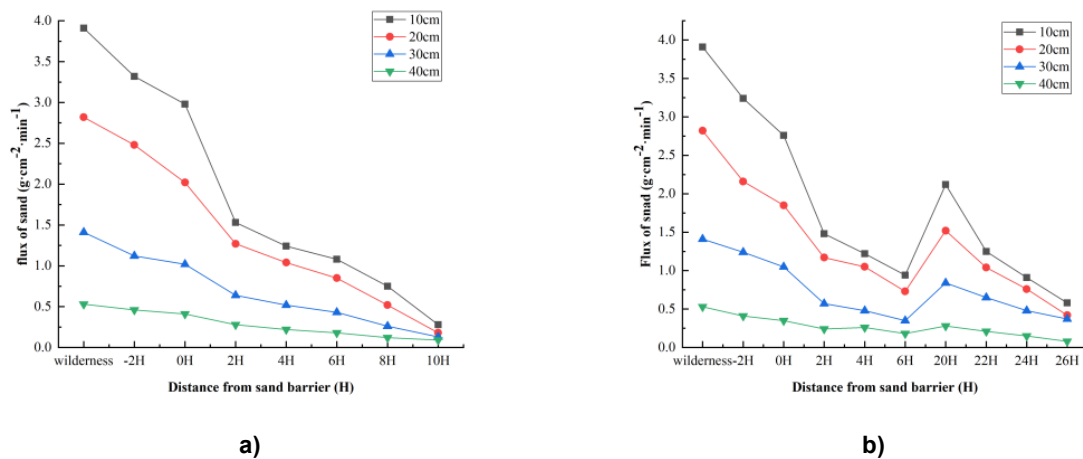 4.0
3.5
3.0
2.5
2.0
1.5
1.0
0.5
0.0
flux of sand (g·cm⁻²·min⁻¹)
10cm
20cm
30cm
40cm
wilderness -2H 0H 2H 4H 6H 8H 10H
Distance from sand barrier (H)
a)
4.0
3.5
3.0
2.5
2.0
1.5
1.0
0.5
0.0
Flux of snad (g·cm⁻²·min⁻¹)
10cm
20cm
30cm
40cm
wilderness-2H 0H 2H 4H 6H 20H 22H 24H 26H
Distance from sand barrier (H)
b)